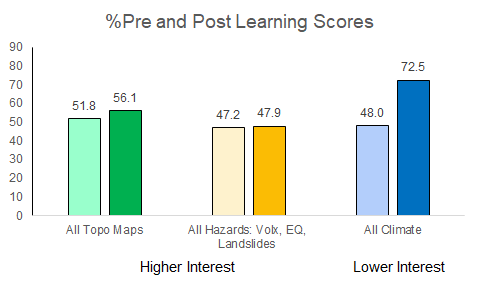 %Pre and Post Learning Scores
90
80
70
60
50
40
30
20
10
0
51.8
56.1
47.2
47.9
48.0
72.5
All Topo Maps
All Hazards: Volx, EQ,
Landslides
All Climate
Higher Interest
Lower Interest